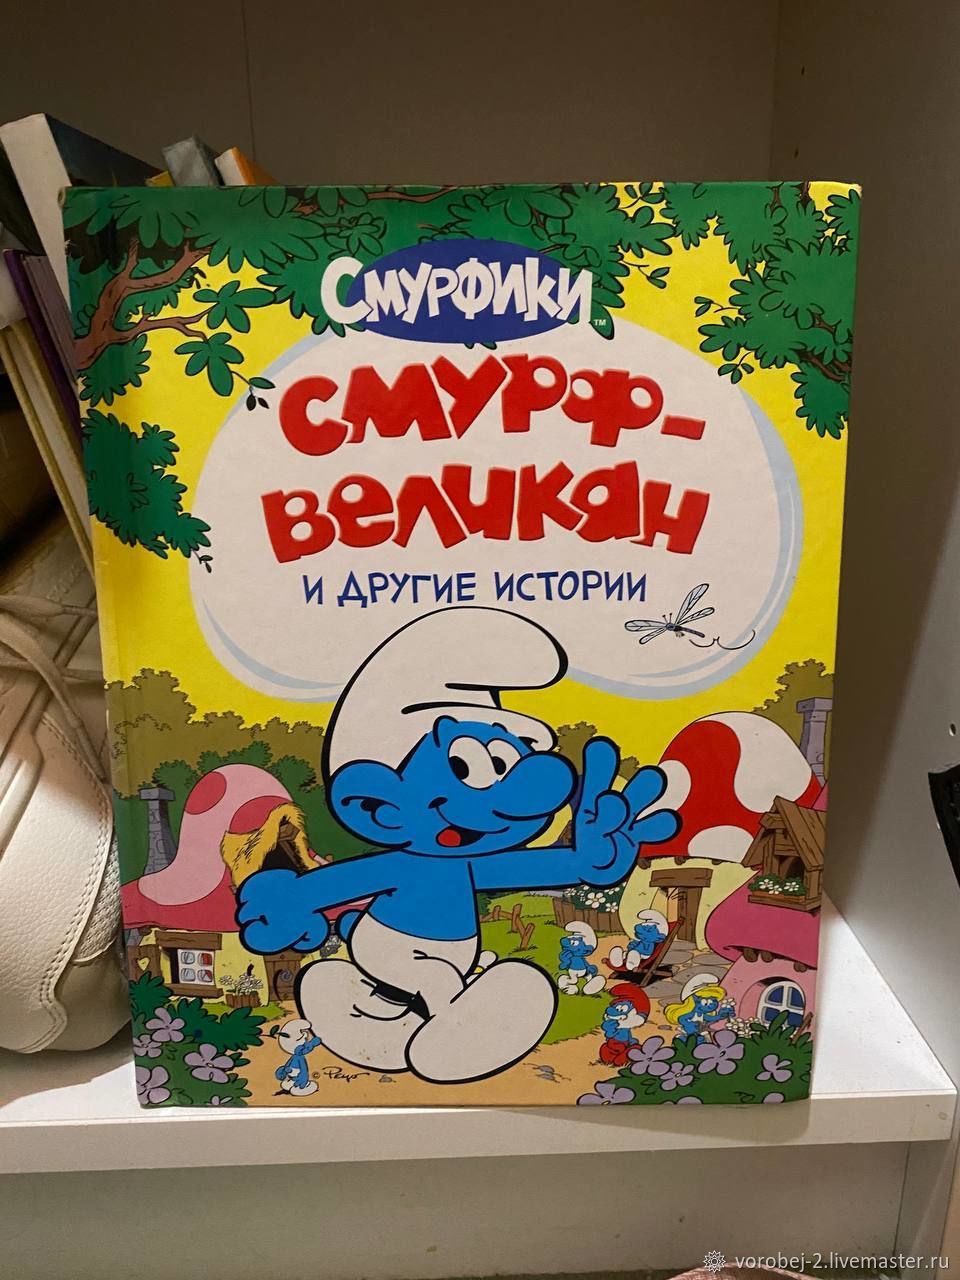 Смурфики ™
Смурф-
великан
и другие истории
© Peyo
vorobej-2.livemaster.ru